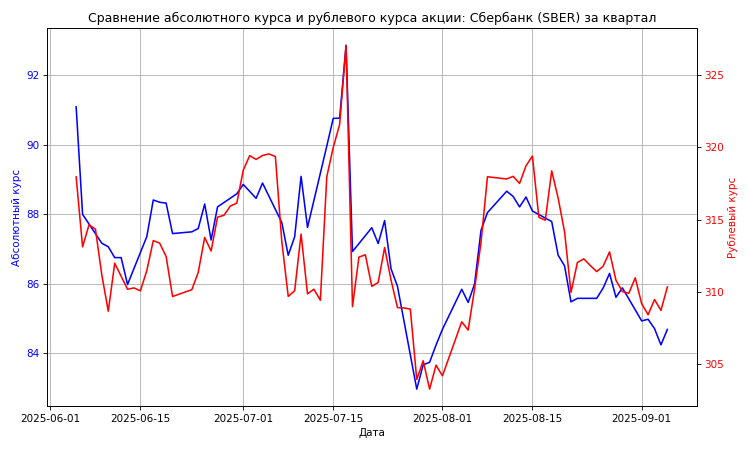 Сравнение абсолютного курса и рублевого курса акции: Сбербанк (SBER) за квартал
Абсолютный курс
92
90
88
86
84
325
320
315
310
305
Рублевый курс
2025-06-01 2025-06-15 2025-07-01 2025-07-15 2025-08-01 2025-08-15 2025-09-01
Дата